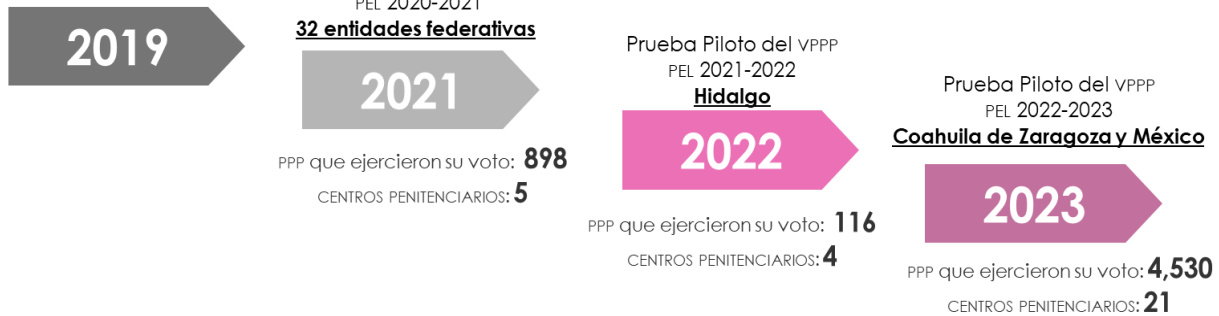 2019
PEL 2020-2021
32 entidades federativas
2021
PPP que ejercieron su voto: 898
CENTROS PENITENCIARIOS: 5
Prueba Piloto del VPPP
PEL 2021-2022
Hidalgo
2022
PPP que ejercieron su voto: 116
CENTROS PENITENCIARIOS: 4
Prueba Piloto del VPPP
PEL 2022-2023
Coahuila de Zaragoza y México
2023
PPP que ejercieron su voto: 4,530
CENTROS PENITENCIARIOS: 21